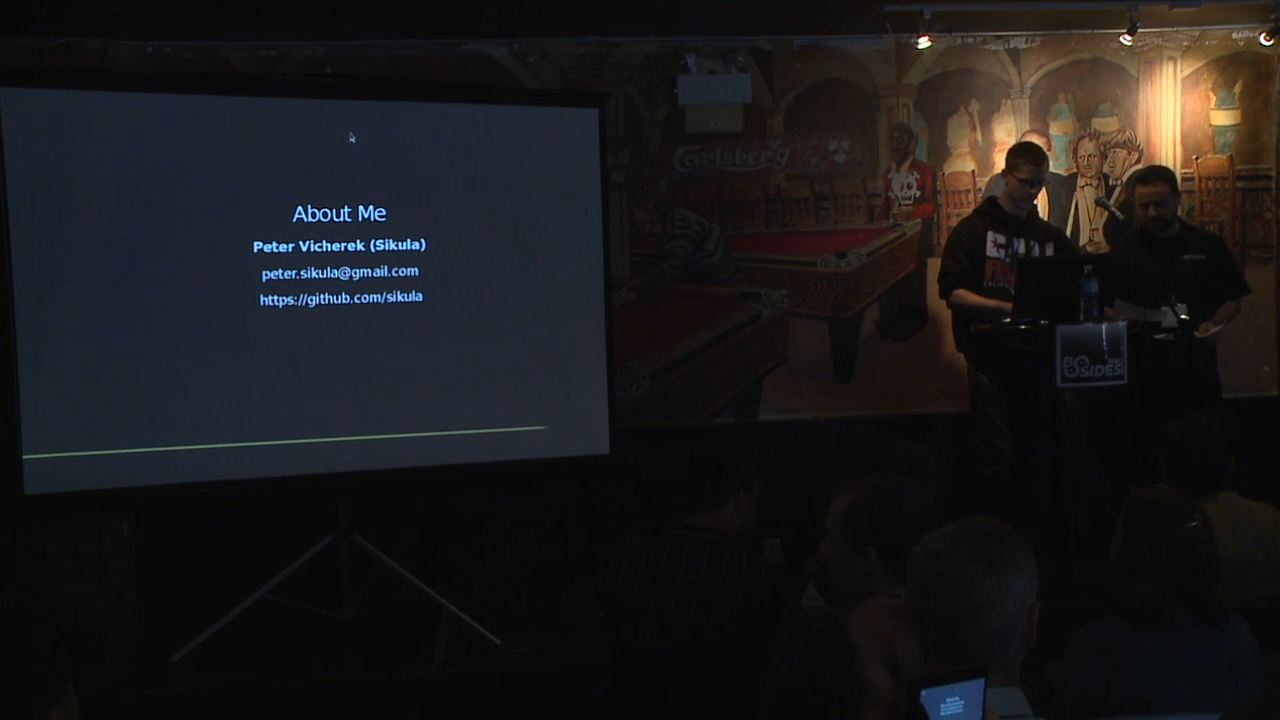 About Me
Peter Vicherek (Sikula)
peter.sikula@gmail.com
https://github.com/sikula
Carlsberg
BSIDES